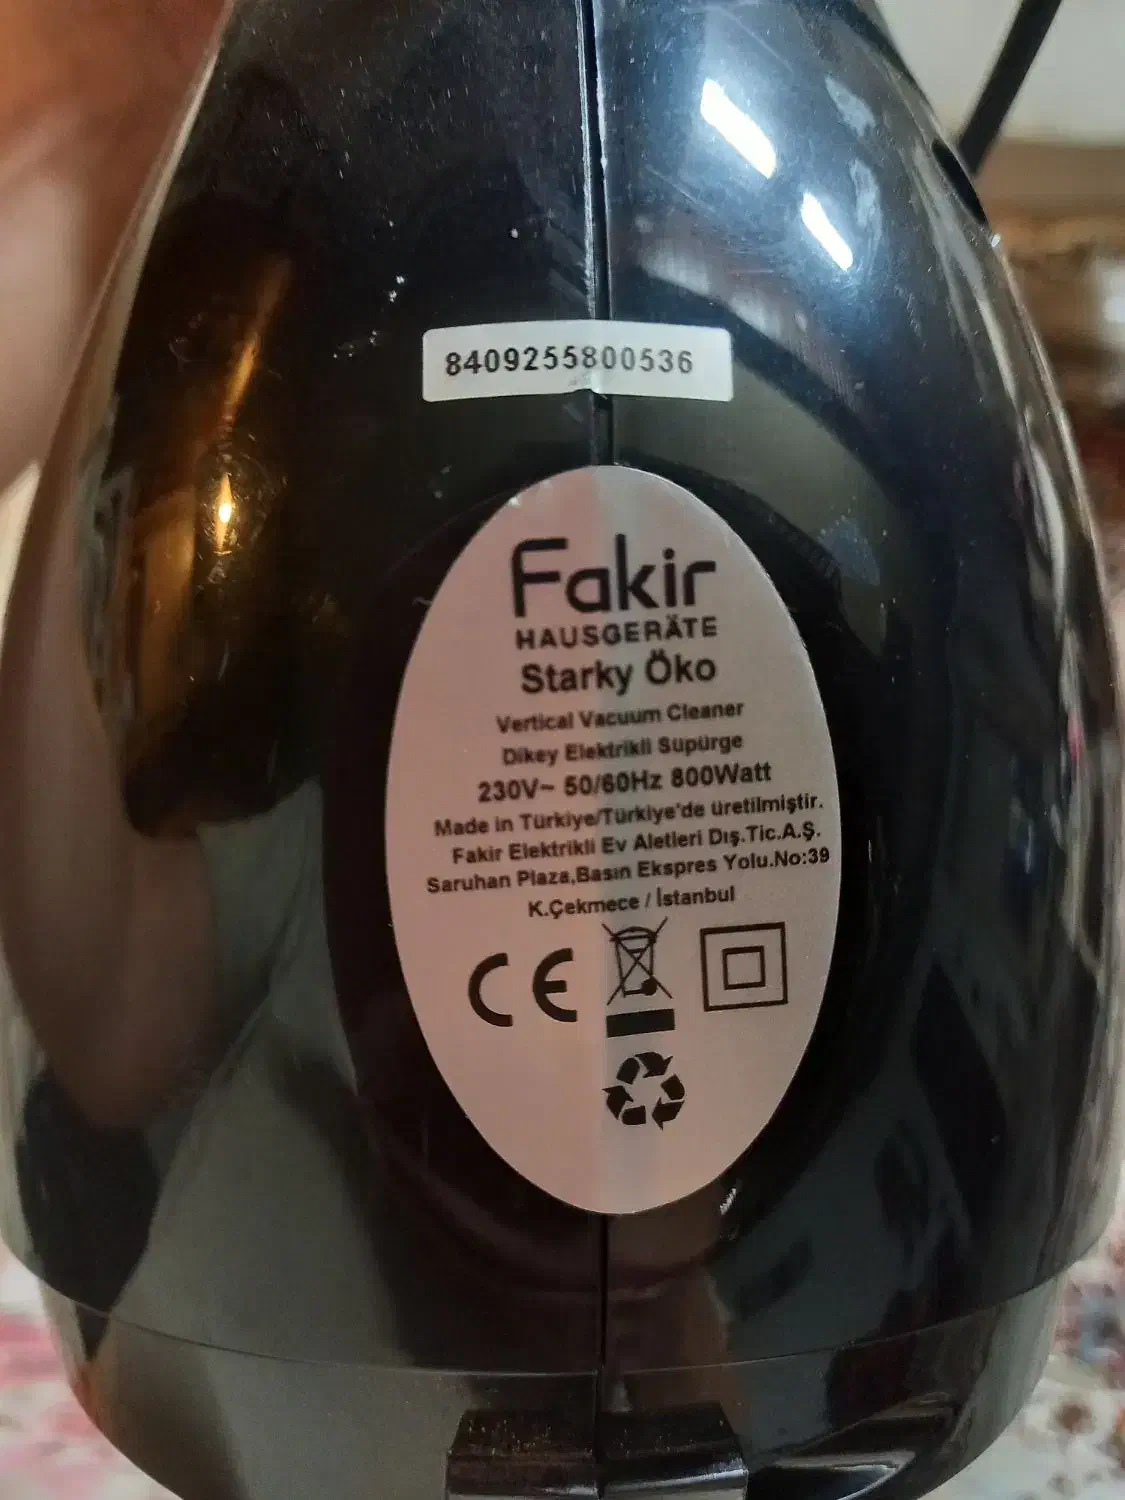 8409255800536
Fakir
HAUSGERÄTE
Starky Öko
Vertical Vacuum Cleaner
Dikey Elektrikli Süpürge
230V~ 50/60Hz 800Watt
Made in Türkiye/Türkiye'de üretilmiştir.
Fakir Elektrikli Ev Aletleri Dış.Tic.A.Ş.
Saruhan Plaza,Basın Ekspres Yolu.No:39
K.Çekmece / İstanbul
CE